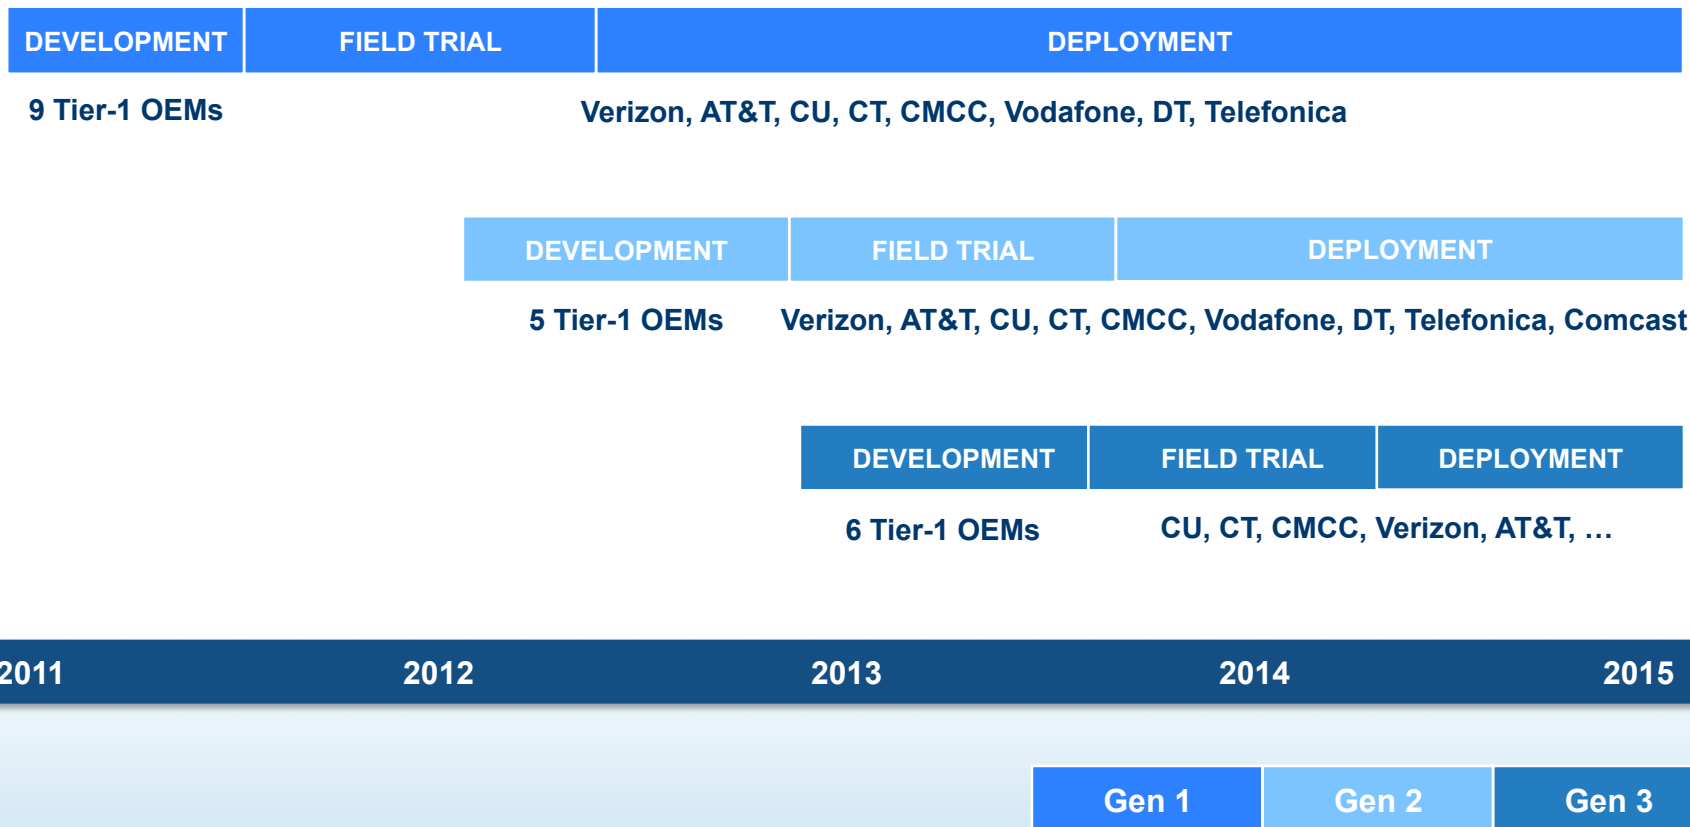 DEVELOPMENT FIELD TRIAL DEPLOYMENT
9 Tier-1 OEMs Verizon, AT&T, CU, CT, CMCC, Vodafone, DT, Telefonica
DEVELOPMENT FIELD TRIAL DEPLOYMENT
5 Tier-1 OEMs Verizon, AT&T, CU, CT, CMCC, Vodafone, DT, Telefonica, Comcast
DEVELOPMENT FIELD TRIAL DEPLOYMENT
6 Tier-1 OEMs CU, CT, CMCC, Verizon, AT&T, …
2011 2012 2013 2014 2015
Gen 1 Gen 2 Gen 3